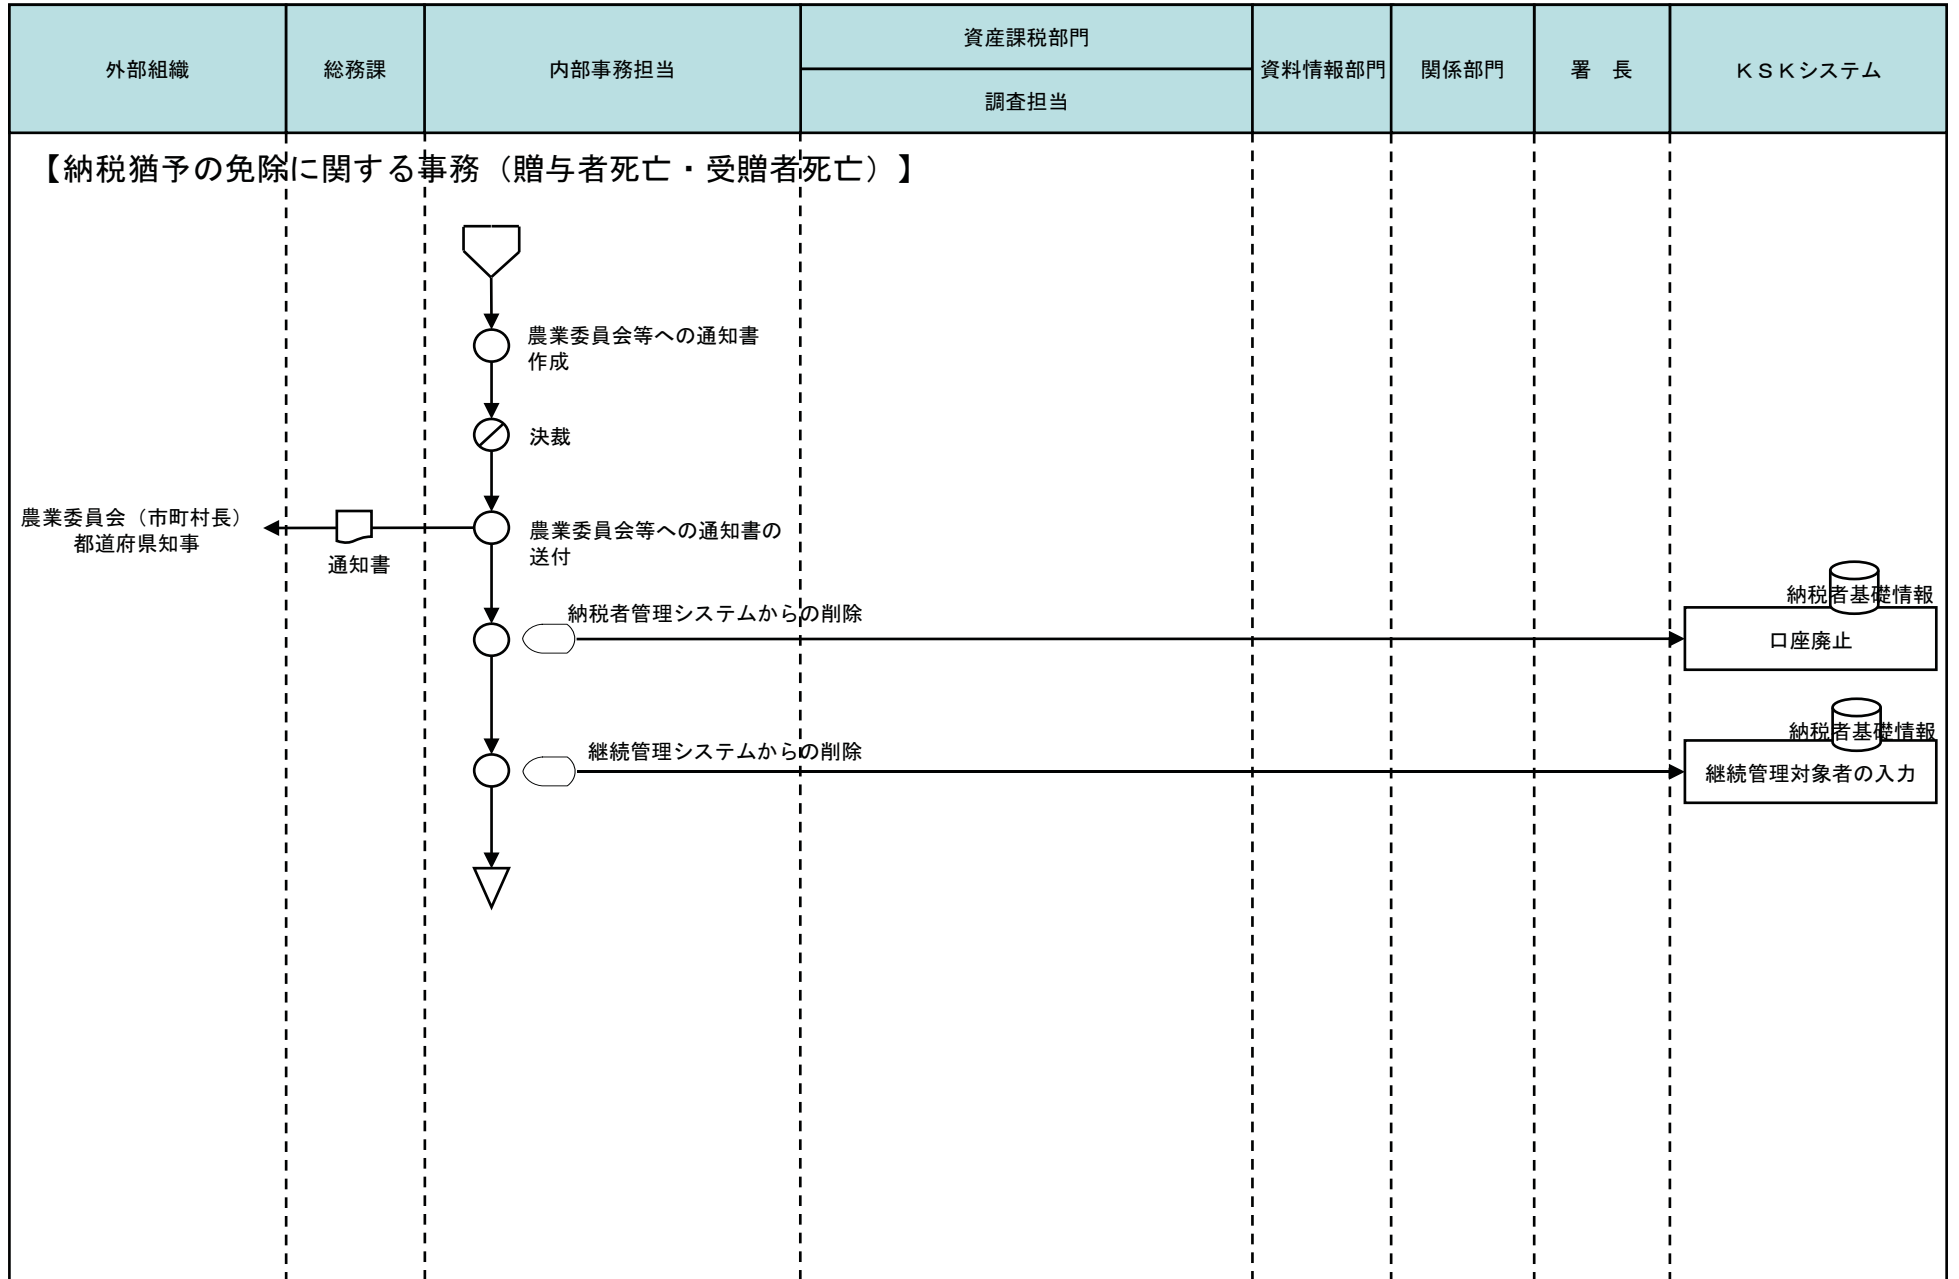 外部組織
総務課
内部事務担当
資産課税部門
調査担当
資料情報部門
関係部門
署　長
ＫＳＫシステム
【納税猶予の免除に関する事務（贈与者死亡・受贈者死亡）】
農業委員会等への通知書
作成
決裁
農業委員会（市町村長）
都道府県知事
通知書
農業委員会等への通知書の
送付
納税者管理システムからの削除
納税者基礎情報
口座廃止
継続管理システムからの削除
納税者基礎情報
継続管理対象者の入力